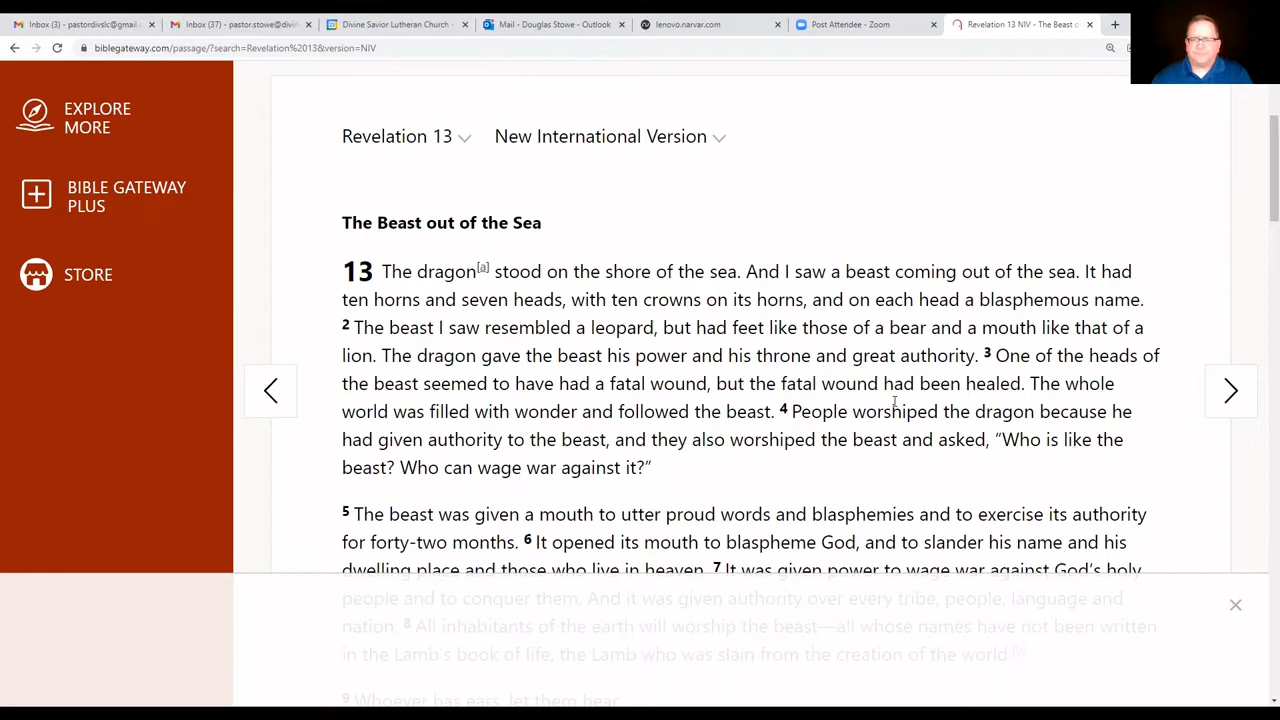 Inbox (3) - pastordivslc@gmail.
Inbox (37) - pastor.stowe@divin
Divine Savior Lutheran Church -
Mail - Douglas Stowe - Outlook
lenovo.narvar.com
Post Attendee - Zoom
Revelation 13 NIV - The Beast o
biblegateway.com/passage/?search=Revelation%2013&version=NIV
EXPLORE
MORE
BIBLE GATEWAY
PLUS
STORE
Revelation 13 New International Version
The Beast out of the Sea
13 The dragon[a] stood on the shore of the sea. And I saw a beast coming out of the sea. It had
ten horns and seven heads, with ten crowns on its horns, and on each head a blasphemous name.
2 The beast I saw resembled a leopard, but had feet like those of a bear and a mouth like that of a
lion. The dragon gave the beast his power and his throne and great authority. 3 One of the heads of
the beast seemed to have had a fatal wound, but the fatal wound had been healed. The whole
world was filled with wonder and followed the beast. 4 People worshiped the dragon because he
had given authority to the beast, and they also worshiped the beast and asked, “Who is like the
beast? Who can wage war against it?”
5 The beast was given a mouth to utter proud words and blasphemies and to exercise its authority
for forty-two months. 6 It opened its mouth to blaspheme God, and to slander his name and his
dwelling place and those who live in heaven. 7 It was given power to wage war against God’s holy
people and to conquer them. And it was given authority over every tribe, people, language and
nation. 8 All inhabitants of the earth will worship the beast—all whose names have not been written
in the Lamb’s book of life, the Lamb who was slain from the creation of the world.[b]
9 Whoever has ears, let them hear.